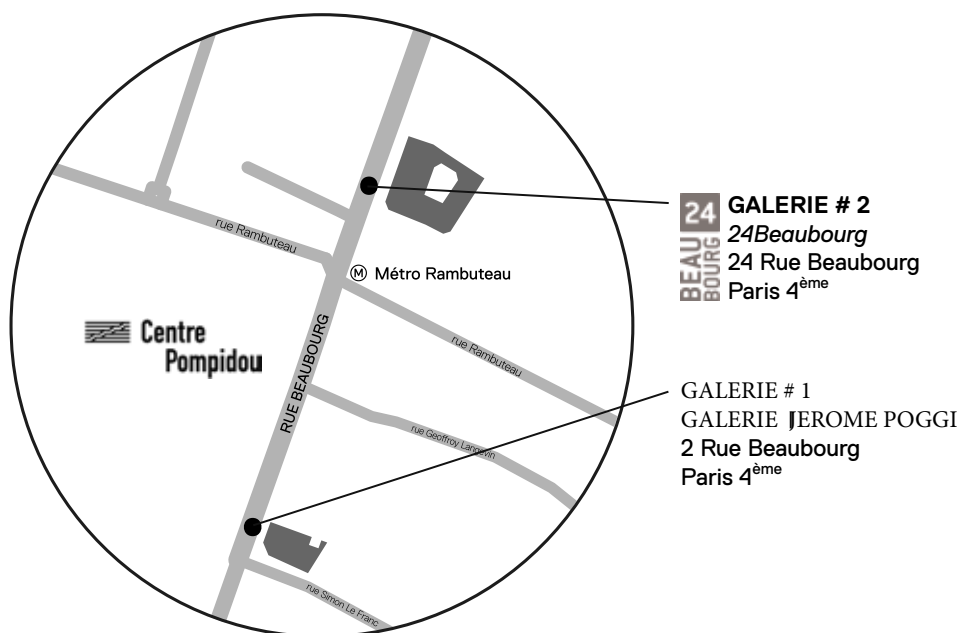 rue Rambuteau
Ⓜ Métro Rambuteau
Centre
Pompidou
RUE BEAUBOURG
rue Rambuteau
rue Geoffroy Langevin
rue Simon Le Franc
24
BEAU
BOURG
GALERIE # 2
24Beaubourg
24 Rue Beaubourg
Paris 4ème
GALERIE # 1
GALERIE JEROME POGGI
2 Rue Beaubourg
Paris 4ème